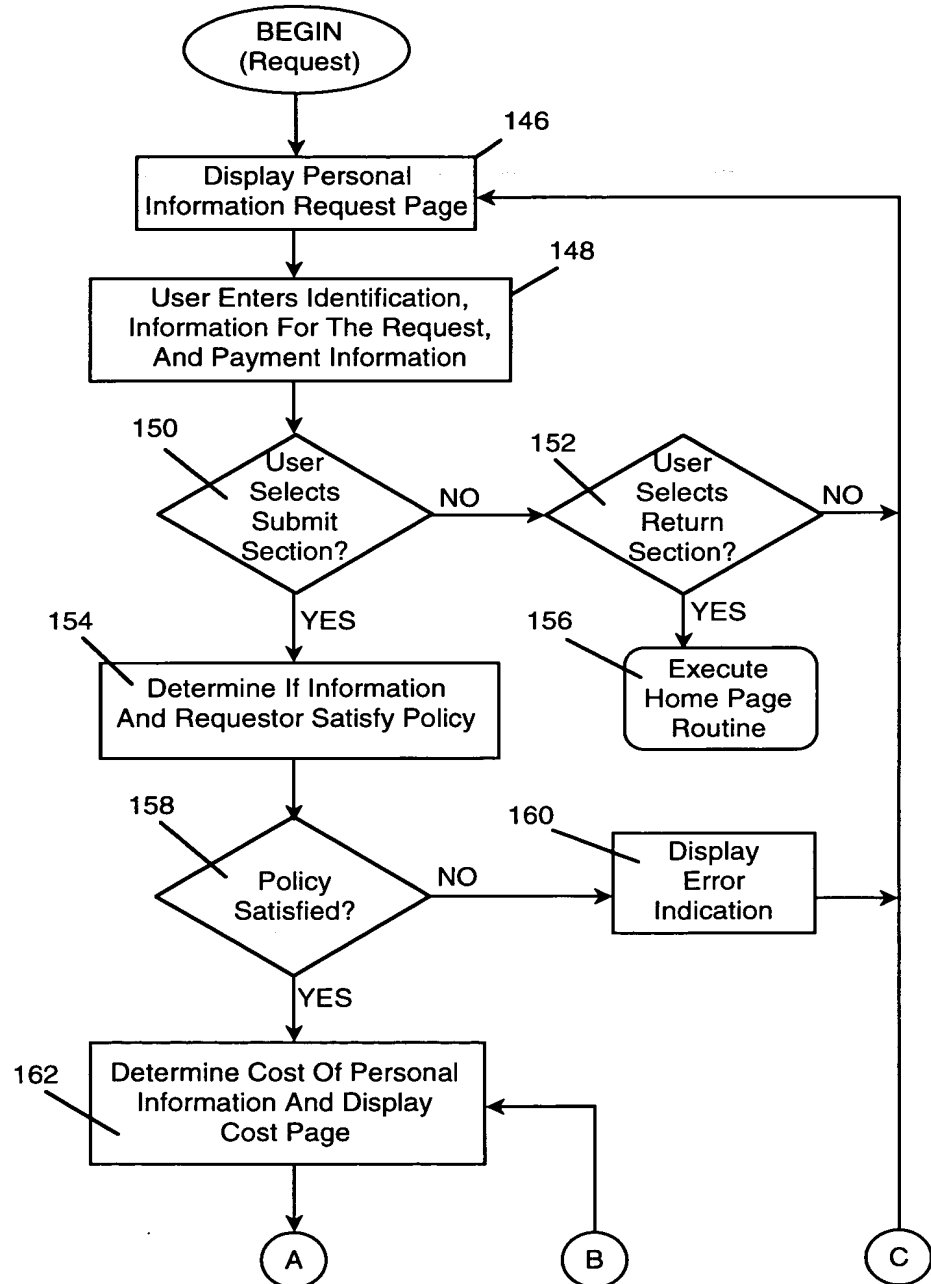 BEGIN
(Request)
146
Display Personal
Information Request Page
148
User Enters Identification,
Information For The Request,
And Payment Information
150
User
Selects
Submit
Section?
NO
152
User
Selects
Return
Section?
NO
YES
YES
154
Determine If Information
And Requestor Satisfy Policy
156
Execute
Home Page
Routine
158
Policy
Satisfied?
NO
160
Display
Error
Indication
YES
162
Determine Cost Of Personal
Information And Display
Cost Page
A
B
C